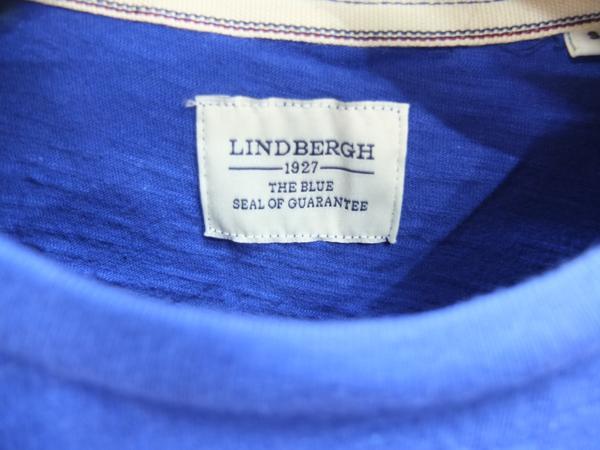 LINDBERGH
1927
THE BLUE
SEAL OF GUARANTEE